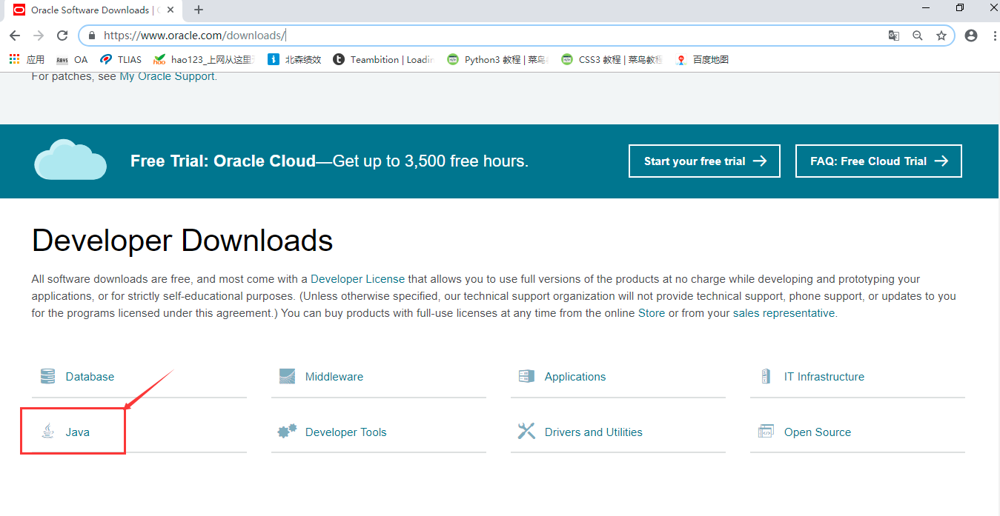 Oracle Software Downloads |
https://www.oracle.com/downloads/
应用 OA TLIAS hao123_上网从这里 北森绩效 Teambition | Loadin Python3 教程 | 菜鸟 CSS3 教程 | 菜鸟教程 百度地图
For patches, see My Oracle Support.
Free Trial: Oracle Cloud—Get up to 3,500 free hours.
Start your free trial
FAQ: Free Cloud Trial
Developer Downloads
All software downloads are free, and most come with a Developer License that allows you to use full versions of the products at no charge while developing and prototyping your
applications, or for strictly self-educational purposes. (Unless otherwise specified, our technical support organization will not provide technical support, phone support, or updates to you
for the programs licensed under this agreement.) You can buy products with full-use licenses at any time from the online Store or from your sales representative.
Database
Middleware
Applications
IT Infrastructure
Java
Developer Tools
Drivers and Utilities
Open Source